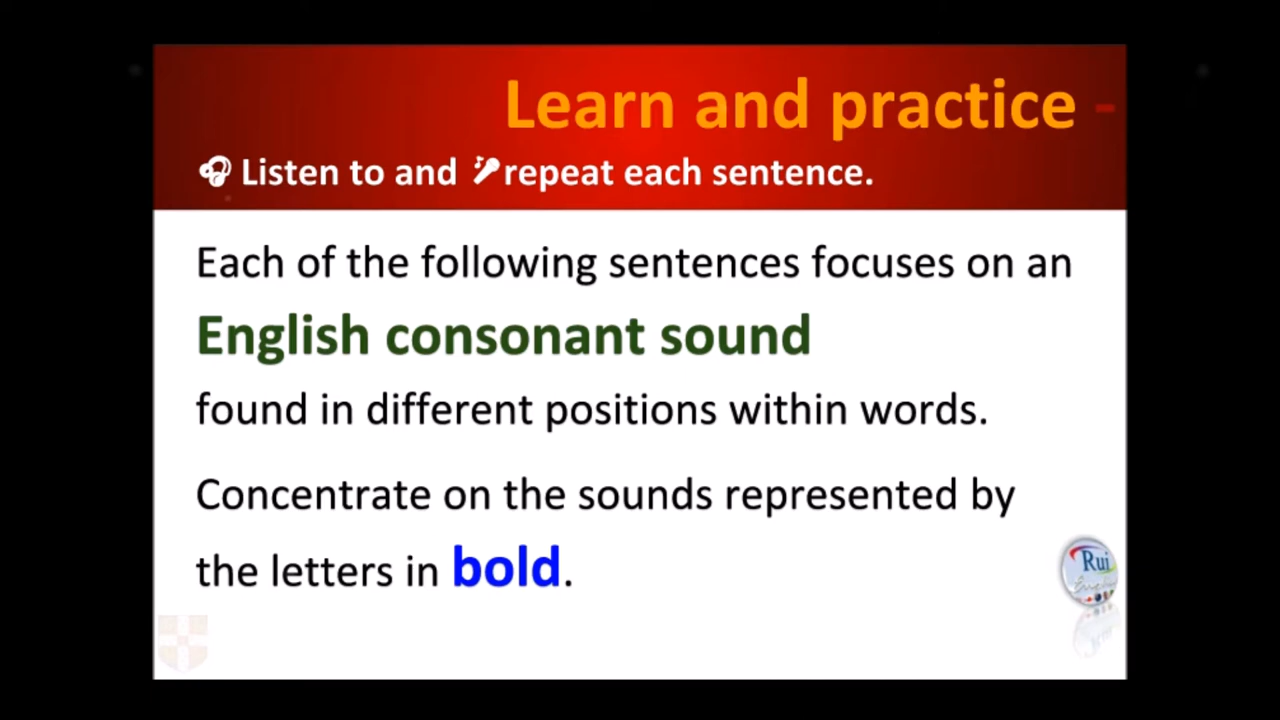 Learn and practice -
Listen to and repeat each sentence.
Each of the following sentences focuses on an
English consonant sound
found in different positions within words.
Concentrate on the sounds represented by
the letters in bold.
Rui